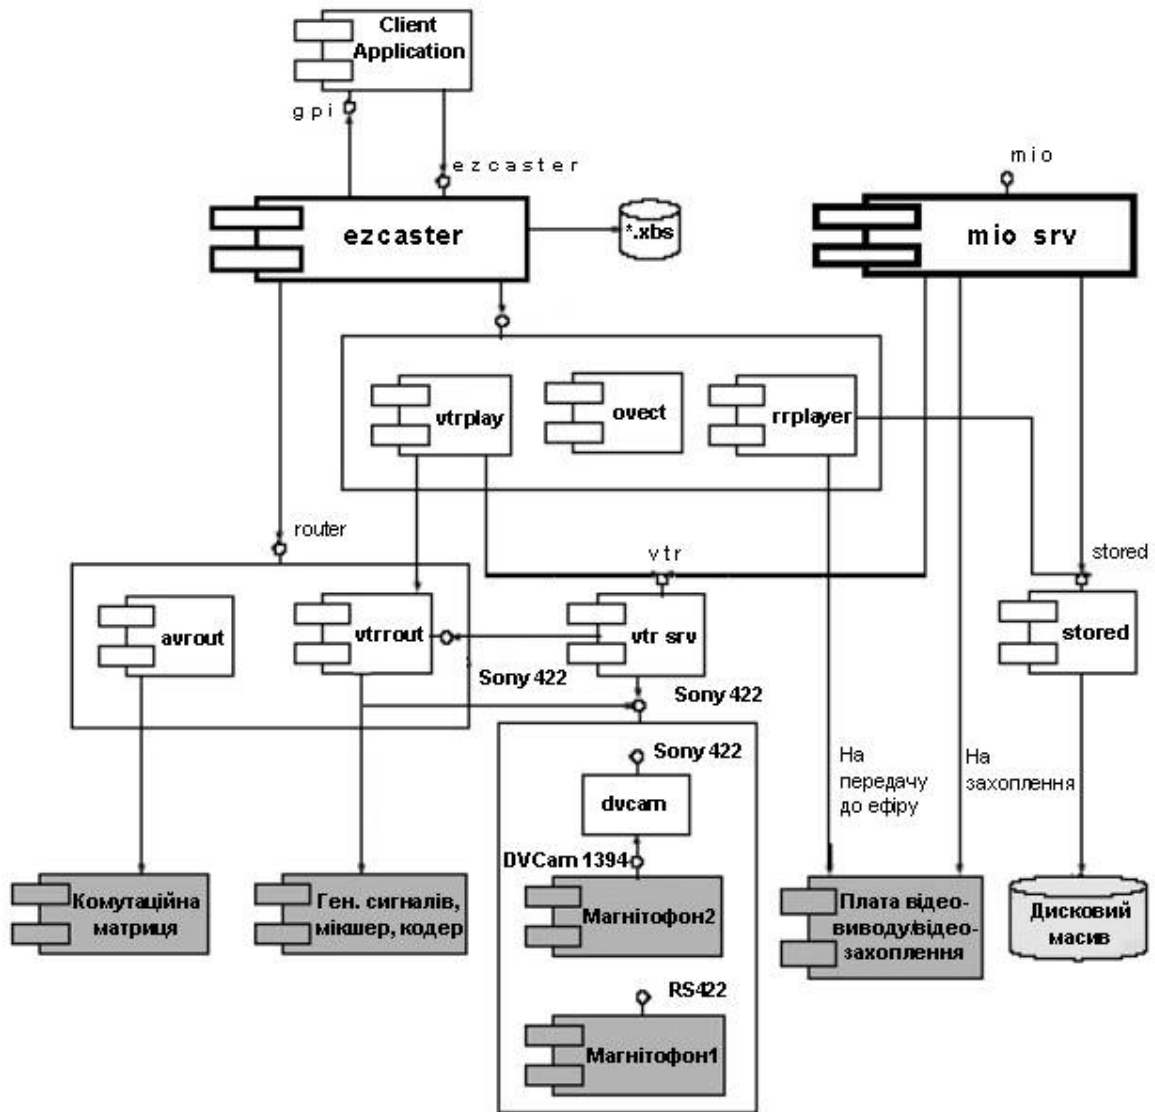 Client
Application
gpi
ezcaster
mio
ezcaster
*.xbs
mio srv
vtrplay
ovect
rrplayer
router
vtr
stored
avrout
vtrrout
vtr srv
stored
Sony 422
Sony 422
Sony 422
На
передачу
до ефіру
На
захоплення
dvcam
DVCam 1394
Комутаційна
матриця
Ген. сигналів,
мікшер, кодер
Магнітофон2
Плата відео-
виводу/відео-
захоплення
Дисковий
масив
RS422
Магнітофон1